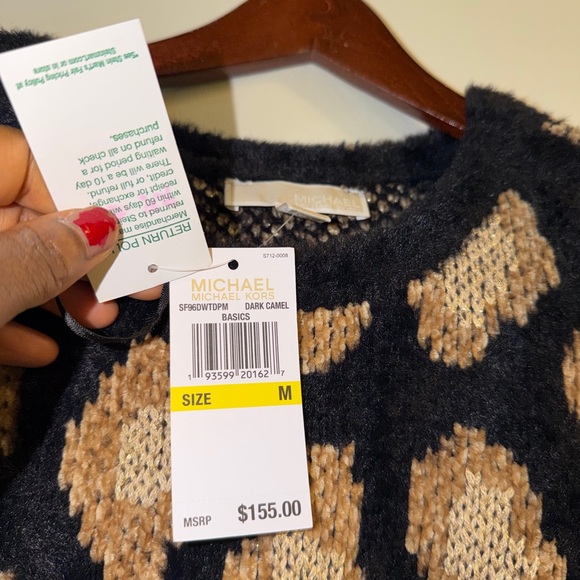 *See Stein Mart's Fair Pricing Policy at
Steinmart.com or in store
RETURN
Merchandise
returned to Stein
within 60 days
receipt for exchange,
credit, or full refund.
There will be a 10 day
waiting period for a
refund on all check
purchases.
MICHAEL
S712-0008
MICHAEL
MICHAEL KORS
SF96DWTDPM DARK CAMEL
BASICS
1 93599 20162 7
SIZE M
MSRP $155.00